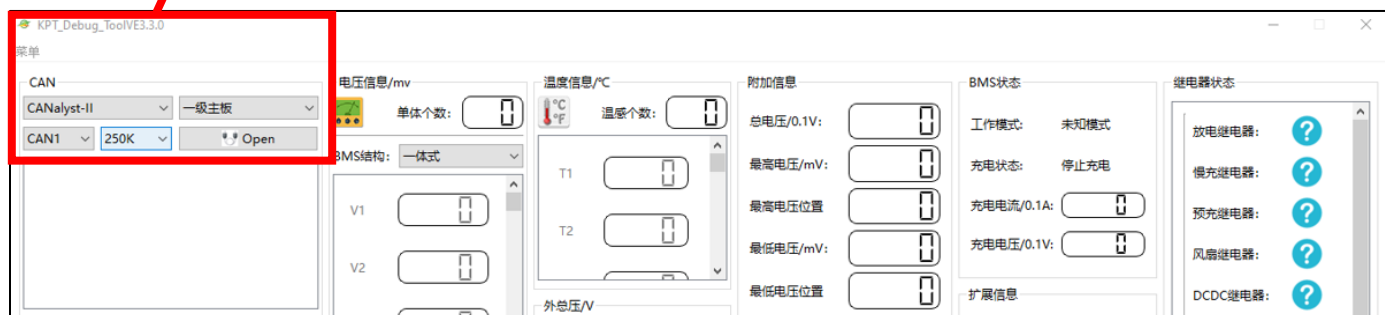 KPT_Debug_ToolVE3.3.0
菜单
CAN
CANalyst-II
一级主板
CAN1
250K
Open
电压信息/mv
单体个数:
0
BMS结构:
一体式
V1
0
V2
0
温度信息/℃
°C
°F
温感个数:
0
T1
0
T2
0
外总压/V
附加信息
总电压/0.1V:
0
最高电压/mV:
0
最高电压位置
0
最低电压/mV:
0
最低电压位置
0
BMS状态
工作模式:
未知模式
充电状态:
停止充电
充电电流/0.1A:
0
充电电压/0.1V:
0
扩展信息
继电器状态
放电继电器:
?
慢充继电器:
?
预充继电器:
?
风扇继电器:
?
DCDC继电器:
?